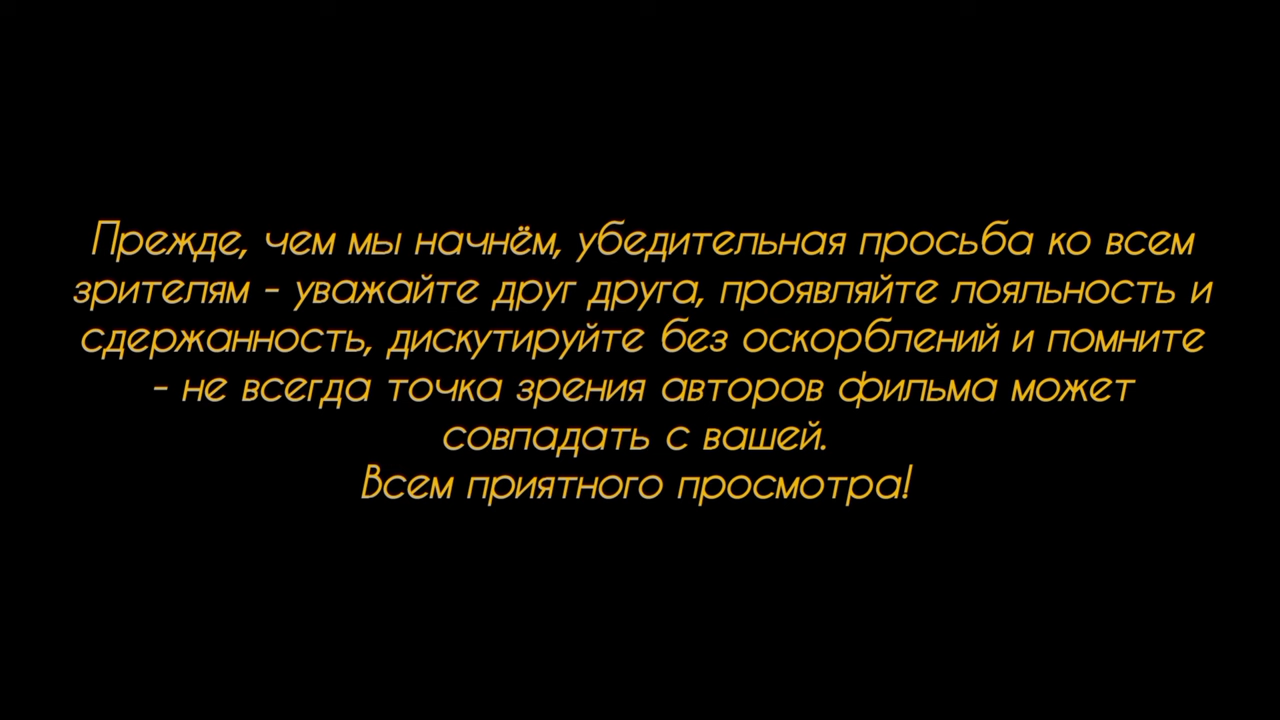 Прежде, чем мы начнём, убедительная просьба ко всем
зрителям - уважайте друг друга, проявляйте лояльность и
сдержанность, дискутируйте без оскорблений и помните
- не всегда точка зрения авторов фильма может
совпадать с вашей.
Всем приятного просмотра!